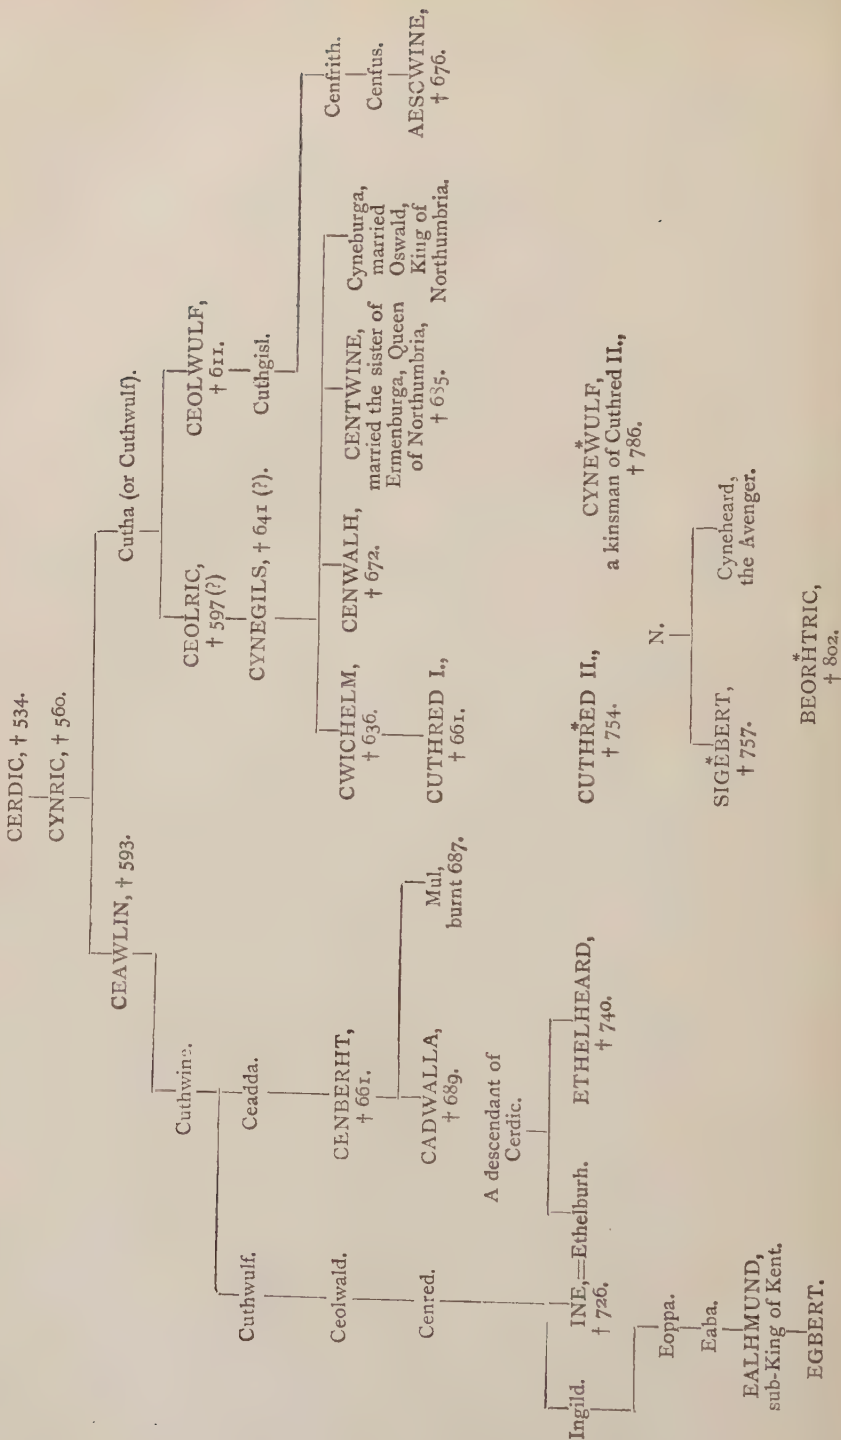 CERDIC, † 534.
CYNRIC, † 560.
CEAWLIN, † 593.
Cutha (or Cuthwulf).
Cuthwine.
CEOLRIC,
† 597 (?)
CEOLWULF,
† 611.
Cuthwulf.
Ceadda.
CYNEGILS, † 641 (?).
Cuthgisl.
Ceolwald.
CENBERHT,
† 661.
CWICHELM,
† 636.
CENWALH,
† 672.
CENTWINE,
married the sister of
Ermenburga, Queen
of Northumbria,
† 685.
Cyneburga,
married
Oswald,
King of
Northumbria.
Cenfrith.
Cenfus.
AESCWINE,
† 676.
Cenred.
CADWALLA,
† 689.
Mul,
burnt 687.
CUTHRED I.,
† 661.
A descendant of
Cerdic.
Ingild.
INE,=Ethelburh.
† 726.
ETHELHEARD,
† 740.
CUTHRED II.,
*
† 754.
CYNEWULF,
*
a kinsman of Cuthred II.,
† 786.
Eoppa.
Eaba.
EALHMUND,
sub-King of Kent.
EGBERT.
N.
SIGEBERT,
*
† 757.
Cyneheard,
the Avenger.
BEORHTRIC,
*
† 802.